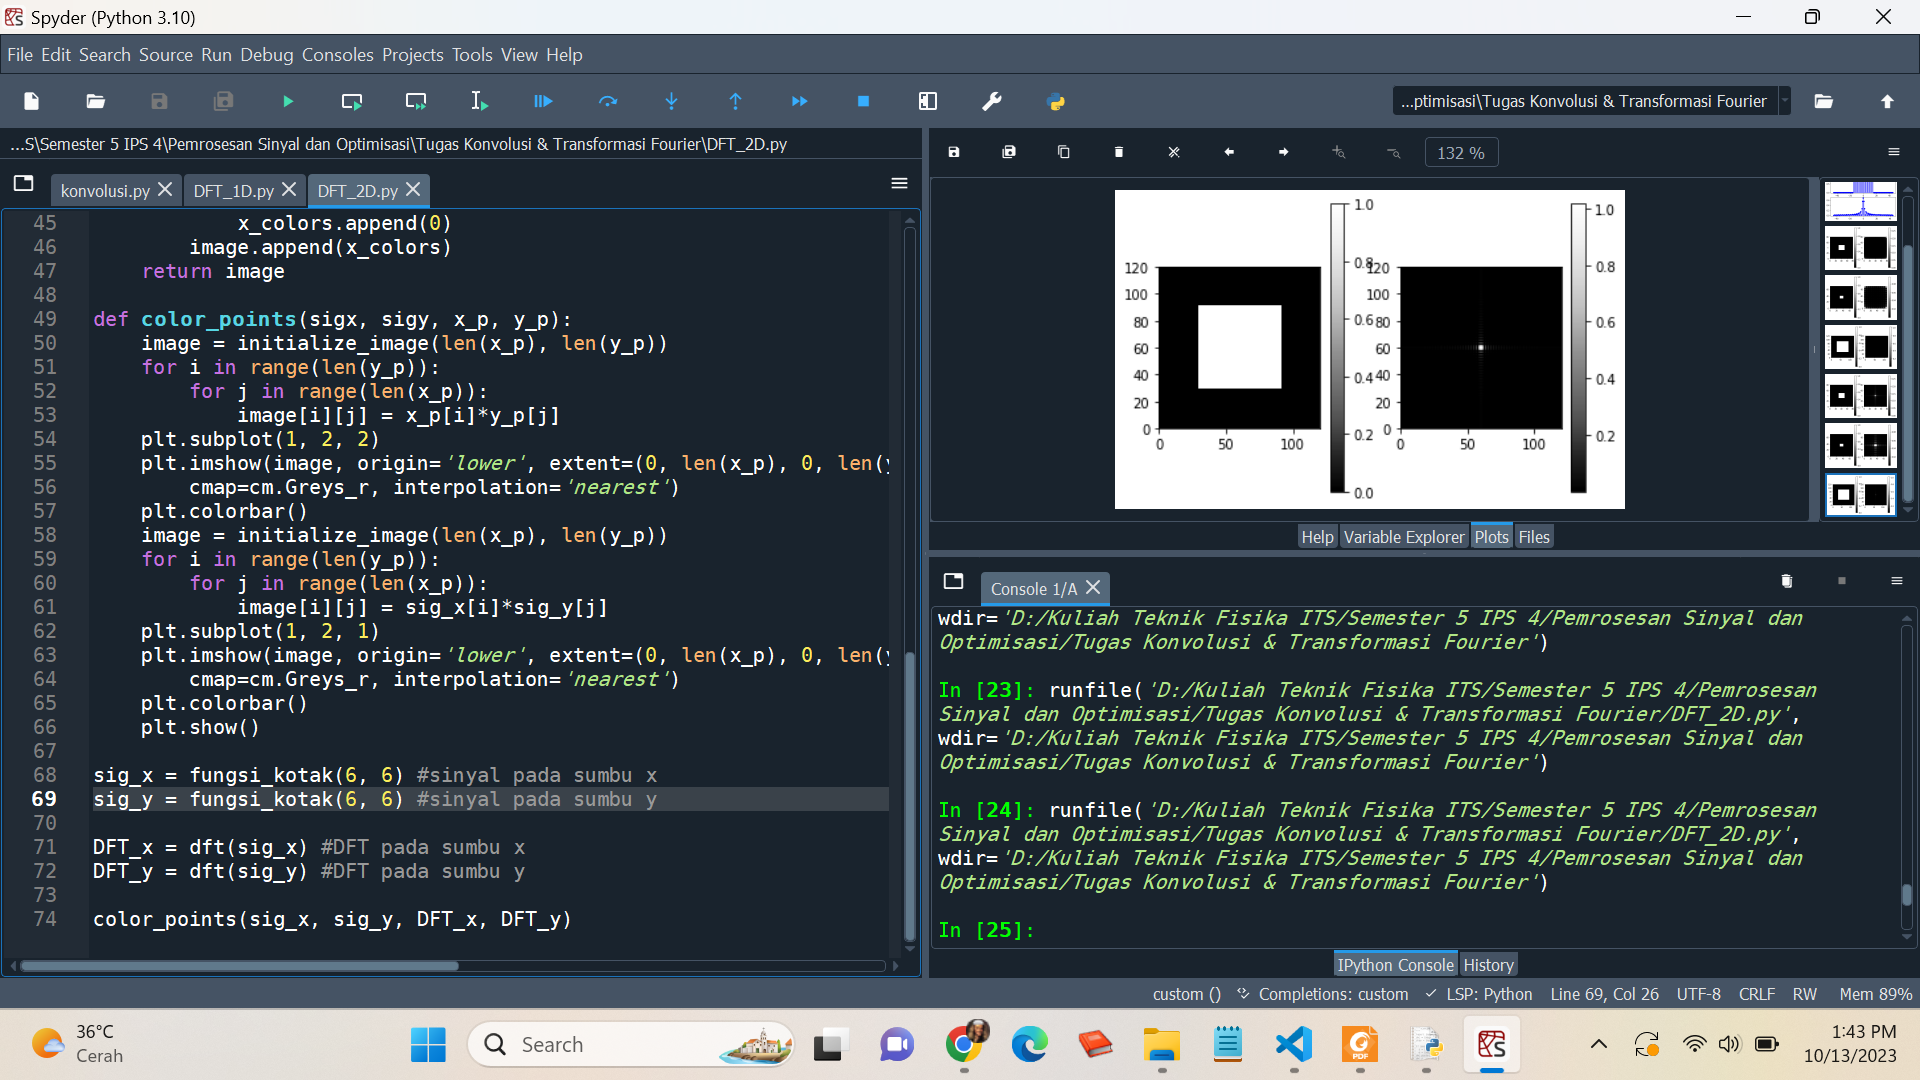 Spyder (Python 3.10)
File Edit Search Source Run Debug Consoles Projects Tools View Help
...ptimisasi\Tugas Konvolusi & Transformasi Fourier
...S\Semester 5 IPS 4\Pemrosesan Sinyal dan Optimisasi\Tugas Konvolusi & Transformasi Fourier\DFT_2D.py
konvolusi.py DFT_1D.py DFT_2D.py
45 x_colors.append(0)
46 image.append(x_colors)
47 return image
48
49 def color_points(sigx, sigy, x_p, y_p):
50 image = initialize_image(len(x_p), len(y_p))
51 for i in range(len(y_p)):
52 for j in range(len(x_p)):
53 image[i][j] = x_p[i]*y_p[j]
54 plt.subplot(1, 2, 2)
55 plt.imshow(image, origin='lower', extent=(0, len(x_p), 0, len(
56 cmap=cm.Greys_r, interpolation='nearest')
57 plt.colorbar()
58 image = initialize_image(len(x_p), len(y_p))
59 for i in range(len(y_p)):
60 for j in range(len(x_p)):
61 image[i][j] = sig_x[i]*sig_y[j]
62 plt.subplot(1, 2, 1)
63 plt.imshow(image, origin='lower', extent=(0, len(x_p), 0, len(
64 cmap=cm.Greys_r, interpolation='nearest')
65 plt.colorbar()
66 plt.show()
67
68 sig_x = fungsi_kotak(6, 6) #sinyal pada sumbu x
69 sig_y = fungsi_kotak(6, 6) #sinyal pada sumbu y
70
71 DFT_x = dft(sig_x) #DFT pada sumbu x
72 DFT_y = dft(sig_y) #DFT pada sumbu y
73
74 color_points(sig_x, sig_y, DFT_x, DFT_y)
132 %
120
100
80
60
40
20
0
0 50 100
1.0
0.8
0.6
0.4
0.2
0.0
120
100
80
60
40
20
0
0 50 100
1.0
0.8
0.6
0.4
0.2
Help Variable Explorer Plots Files
Console 1/A
wdir='D:/Kuliah Teknik Fisika ITS/Semester 5 IPS 4/Pemrosesan Sinyal dan
Optimisasi/Tugas Konvolusi & Transformasi Fourier')
In [23]: runfile('D:/Kuliah Teknik Fisika ITS/Semester 5 IPS 4/Pemrosesan
Sinyal dan Optimisasi/Tugas Konvolusi & Transformasi Fourier/DFT_2D.py',
wdir='D:/Kuliah Teknik Fisika ITS/Semester 5 IPS 4/Pemrosesan Sinyal dan
Optimisasi/Tugas Konvolusi & Transformasi Fourier')
In [24]: runfile('D:/Kuliah Teknik Fisika ITS/Semester 5 IPS 4/Pemrosesan
Sinyal dan Optimisasi/Tugas Konvolusi & Transformasi Fourier/DFT_2D.py',
wdir='D:/Kuliah Teknik Fisika ITS/Semester 5 IPS 4/Pemrosesan Sinyal dan
Optimisasi/Tugas Konvolusi & Transformasi Fourier')
In [25]:
IPython Console History
custom () Completions: custom LSP: Python Line 69, Col 26 UTF-8 CRLF RW Mem 89%
36°C
Cerah
Search
PDF
1:43 PM
10/13/2023